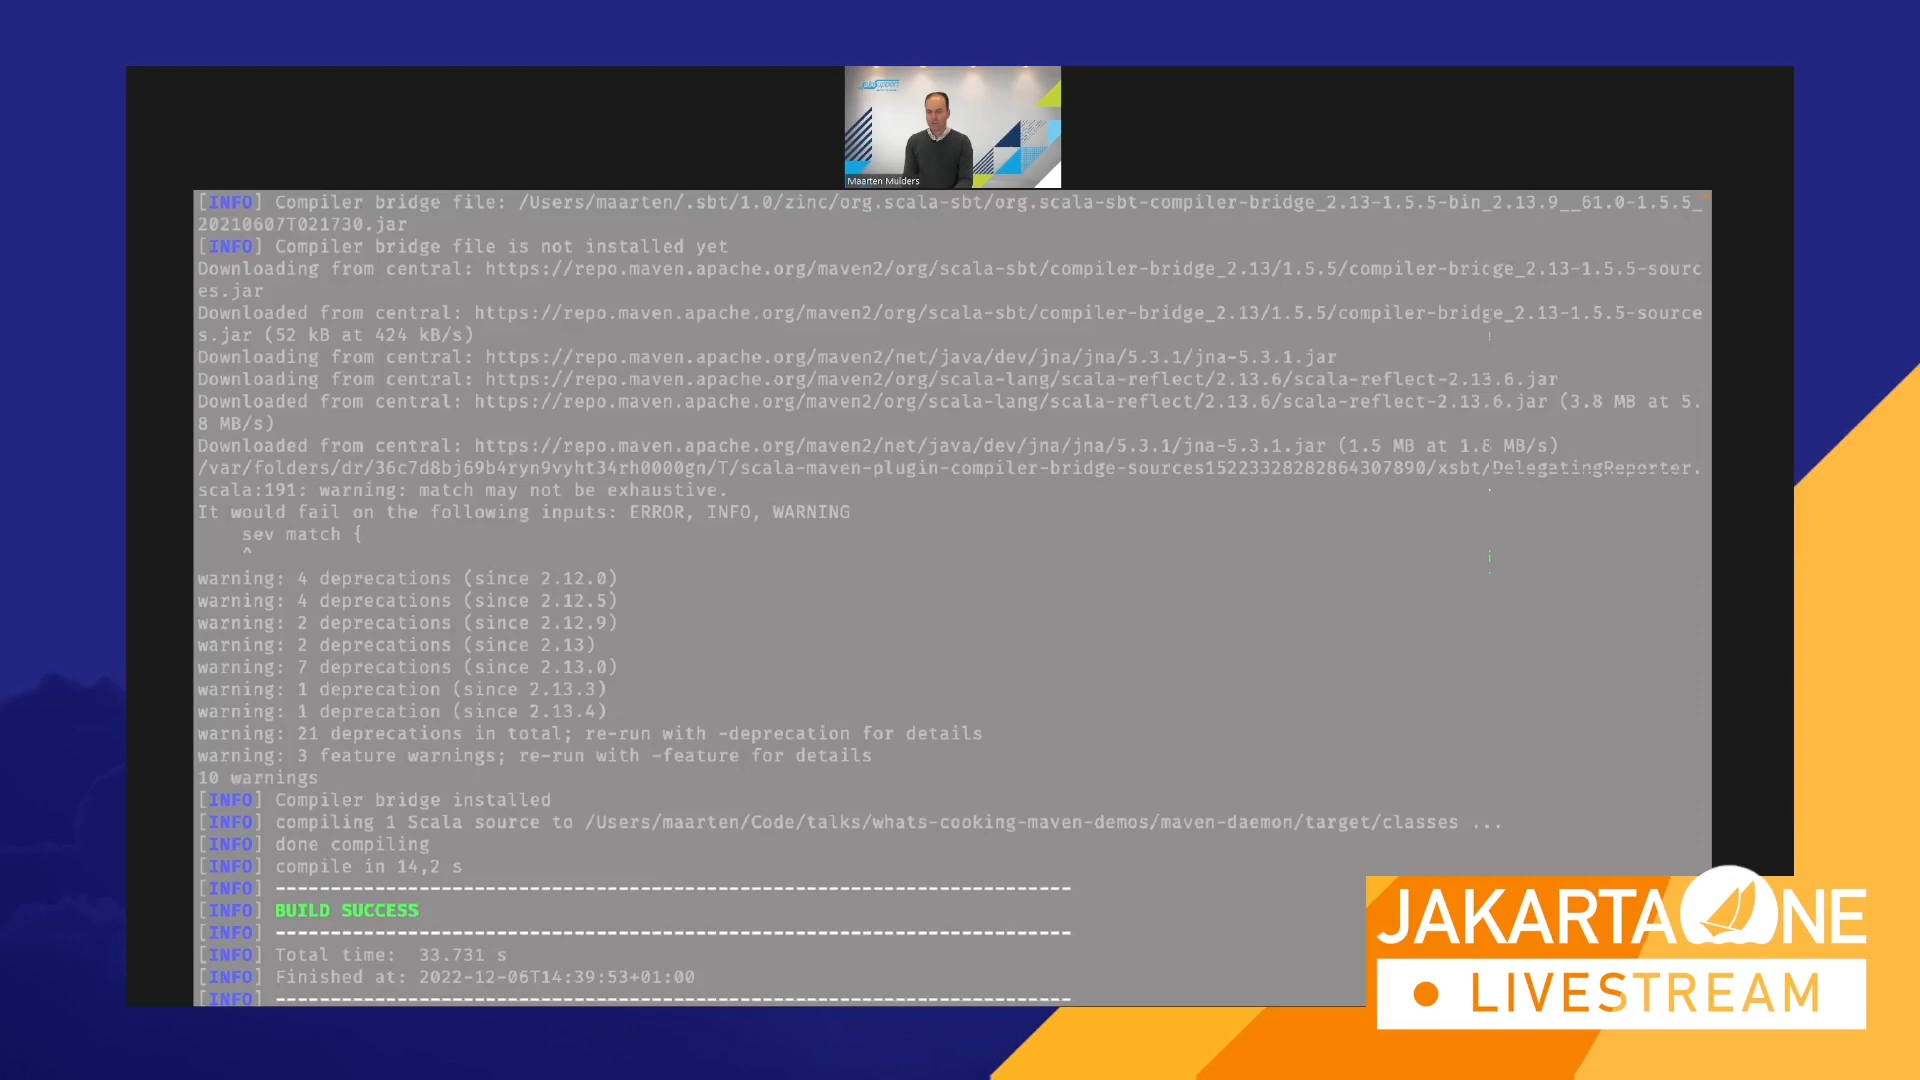 Maarten Mulders
[INFO] Compiler bridge file: /Users/maarten/.sbt/1.0/zinc/org.scala-sbt/org.scala-sbt-compiler-bridge_2.13-1.5.5-bin_2.13.9__61.0-1.5.5_
20210607T021730.jar
[INFO] Compiler bridge file is not installed yet
Downloading from central: https://repo.maven.apache.org/maven2/org/scala-sbt/compiler-bridge_2.13/1.5.5/compiler-bridge_2.13-1.5.5-sourc
es.jar
Downloaded from central: https://repo.maven.apache.org/maven2/org/scala-sbt/compiler-bridge_2.13/1.5.5/compiler-bridge_2.13-1.5.5-source
s.jar (52 kB at 424 kB/s)
Downloading from central: https://repo.maven.apache.org/maven2/net/java/dev/jna/jna/5.3.1/jna-5.3.1.jar
Downloading from central: https://repo.maven.apache.org/maven2/org/scala-lang/scala-reflect/2.13.6/scala-reflect-2.13.6.jar
Downloaded from central: https://repo.maven.apache.org/maven2/org/scala-lang/scala-reflect/2.13.6/scala-reflect-2.13.6.jar (3.8 MB at 5.
8 MB/s)
Downloaded from central: https://repo.maven.apache.org/maven2/net/java/dev/jna/jna/5.3.1/jna-5.3.1.jar (1.5 MB at 1.8 MB/s)
/var/folders/dr/36c7d8bj69b4ryn9vyht34rh0000gn/T/scala-maven-plugin-compiler-bridge-sources15223328282864307890/xsbt/DelegatingReporter.
scala:191: warning: match may not be exhaustive.
It would fail on the following inputs: ERROR, INFO, WARNING
    sev match {
    ^
warning: 4 deprecations (since 2.12.0)
warning: 4 deprecations (since 2.12.5)
warning: 2 deprecations (since 2.12.9)
warning: 2 deprecations (since 2.13)
warning: 7 deprecations (since 2.13.0)
warning: 1 deprecation (since 2.13.3)
warning: 1 deprecation (since 2.13.4)
warning: 21 deprecations in total; re-run with -deprecation for details
warning: 3 feature warnings; re-run with -feature for details
10 warnings
[INFO] Compiler bridge installed
[INFO] compiling 1 Scala source to /Users/maarten/Code/talks/whats-cooking-maven-demos/maven-daemon/target/classes ...
[INFO] done compiling
[INFO] compile in 14,2 s
[INFO] ------------------------------------------------------------------------
[INFO] BUILD SUCCESS
[INFO] ------------------------------------------------------------------------
[INFO] Total time:  33.731 s
[INFO] Finished at: 2022-12-06T14:39:53+01:00
[INFO] ------------------------------------------------------------------------
JAKARTAONE
LIVESTREAM